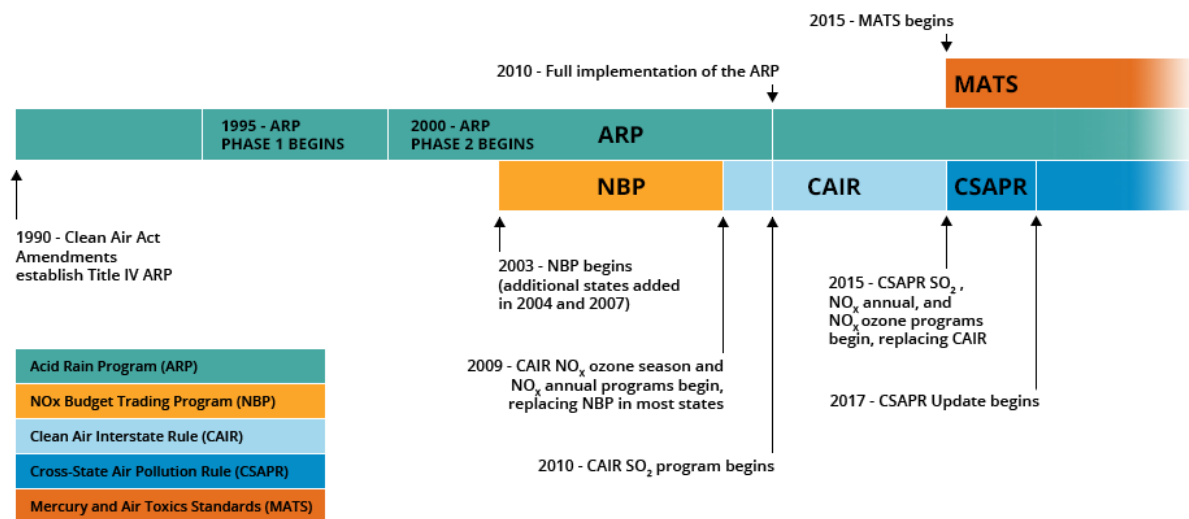 2015 - MATS begins
2010 - Full implementation of the ARP
MATS
1995 - ARP
PHASE 1 BEGINS
2000 - ARP
PHASE 2 BEGINS
ARP
NBP
CAIR
CSAPR
1990 - Clean Air Act
Amendments
establish Title IV ARP
2003 - NBP begins
(additional states added
in 2004 and 2007)
2015 - CSAPR SO₂ ,
NOₓ annual, and
NOₓ ozone programs
begin, replacing CAIR
2009 - CAIR NOₓ ozone season and
NOₓ annual programs begin,
replacing NBP in most states
2017 - CSAPR Update begins
2010 - CAIR SO₂ program begins
Acid Rain Program (ARP)
NOx Budget Trading Program (NBP)
Clean Air Interstate Rule (CAIR)
Cross-State Air Pollution Rule (CSAPR)
Mercury and Air Toxics Standards (MATS)